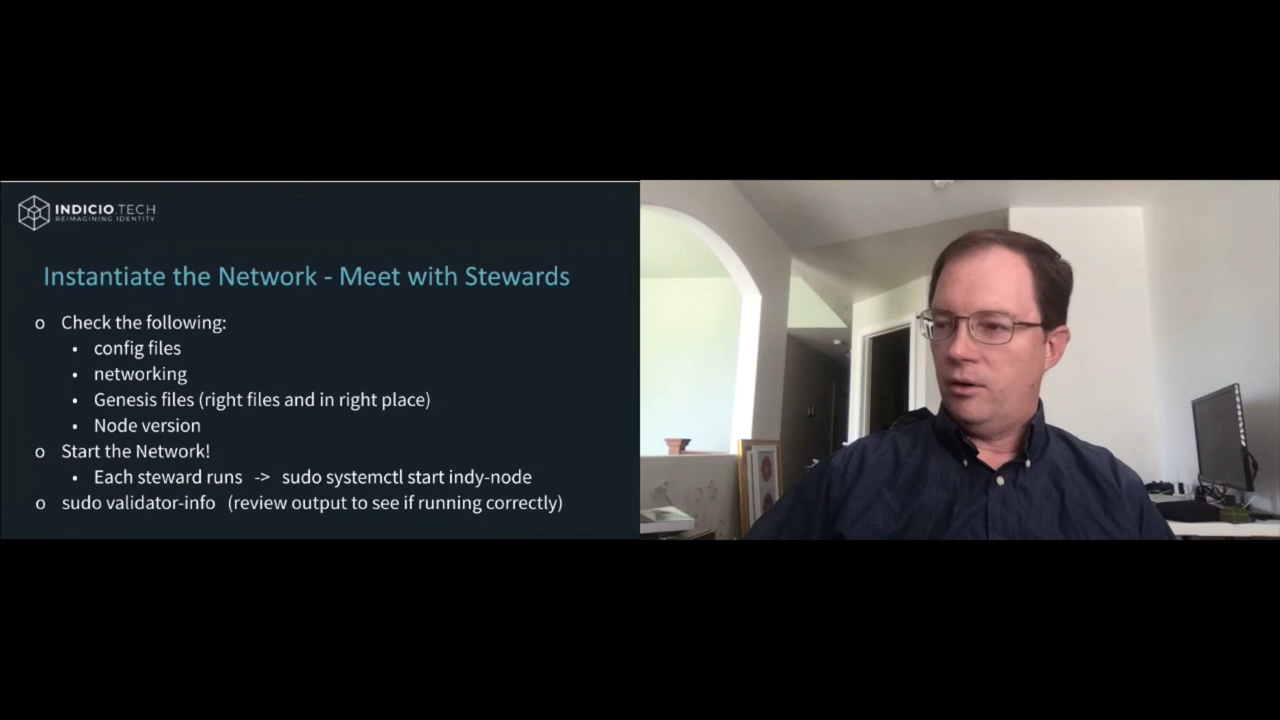 INDICIO.TECH
REIMAGINING IDENTITY
Instantiate the Network - Meet with Stewards
o Check the following:
• config files
• networking
• Genesis files (right files and in right place)
• Node version
o Start the Network!
• Each steward runs -> sudo systemctl start indy-node
o sudo validator-info (review output to see if running correctly)